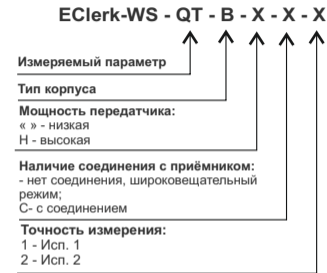 EClerk-WS - QT - B - X - X - X
Измеряемый параметр
Тип корпуса
Мощность передатчика:
« » - низкая
Н - высокая
Наличие соединения с приёмником:
- нет соединения, широковещательный
режим;
С- с соединением
Точность измерения:
1 - Исп. 1
2 - Исп. 2